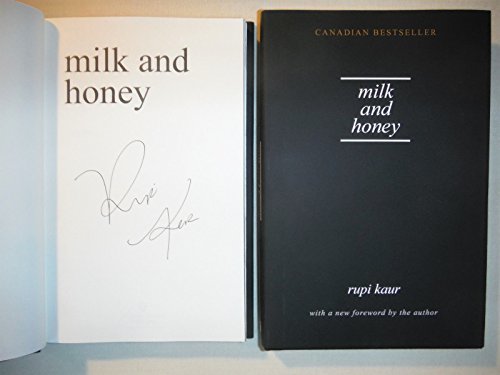 milk and
honey
Rupi
Kaur
CANADIAN BESTSELLER
milk
and
honey
rupi kaur
with a new foreword by the author